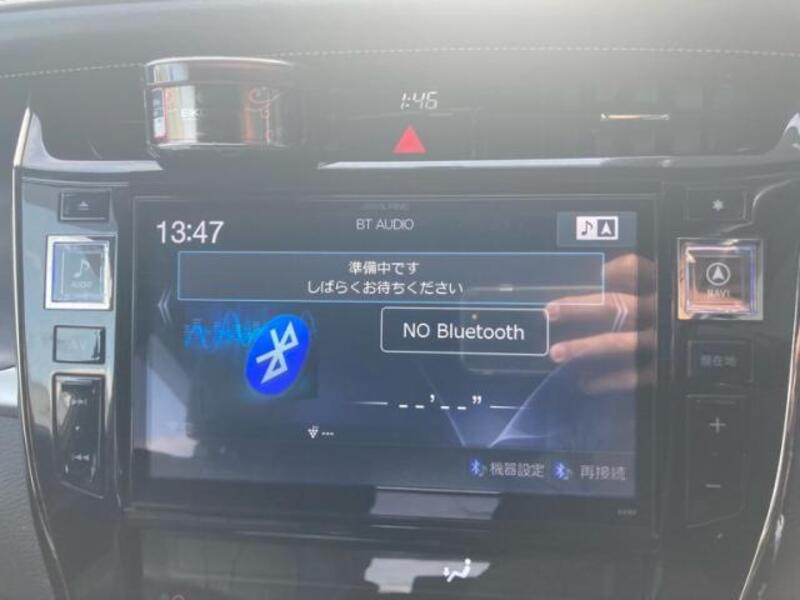 1:46
ALPINE
13:47
BT AUDIO
準備中です
しばらくお待ちください
AUDIO
NAVI
NO Bluetooth
現在地
--'--"
---
機器設定
再接続
+
−